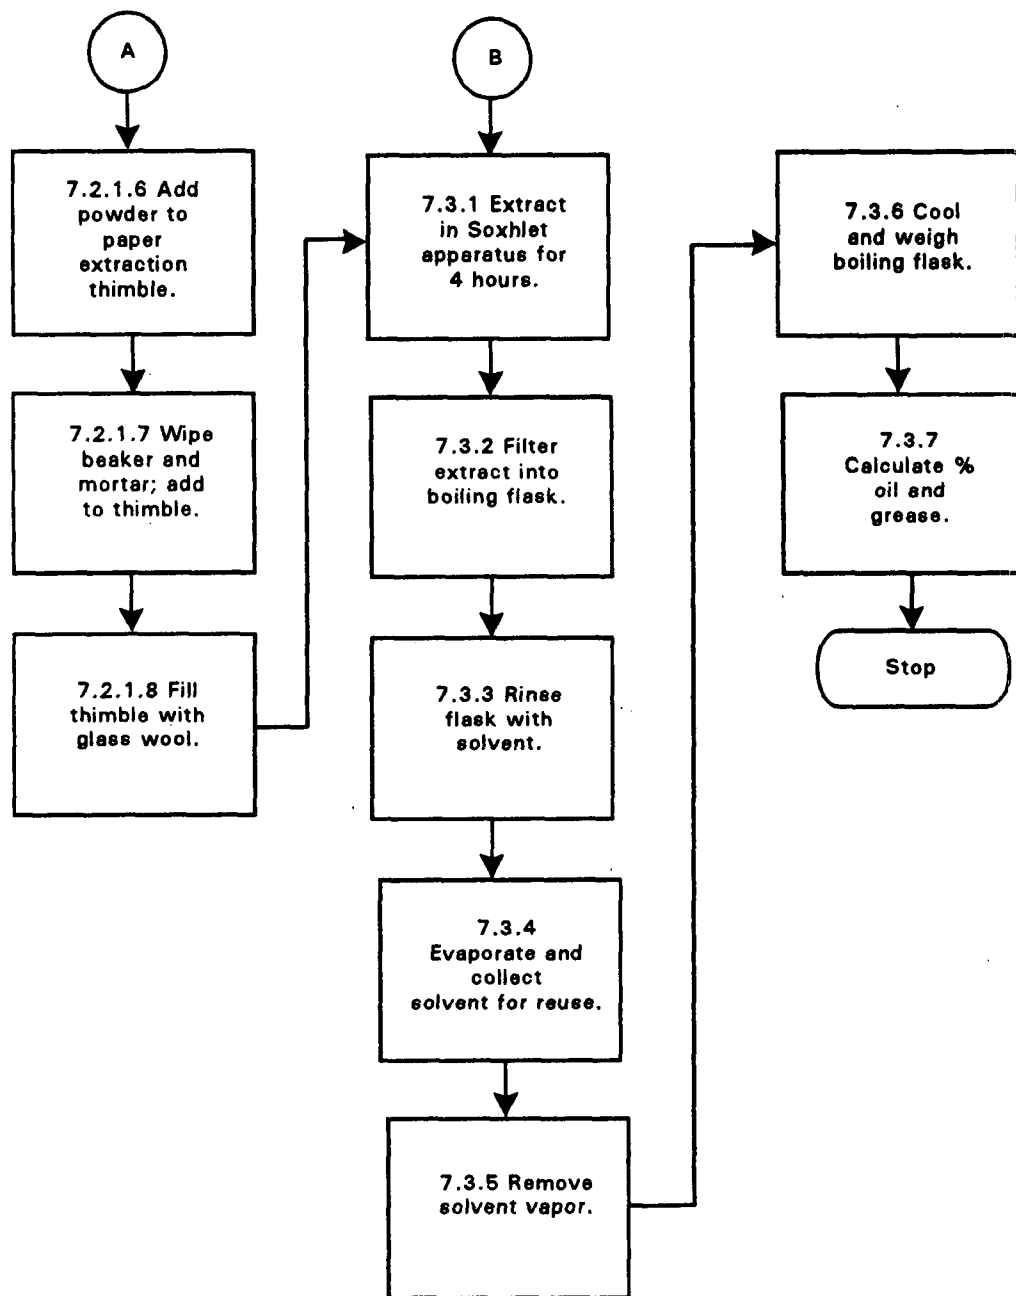 A
7.2.1.6 Add
powder to
paper
extraction
thimble.
7.2.1.7 Wipe
beaker and
mortar; add
to thimble.
7.2.1.8 Fill
thimble with
glass wool.
B
7.3.1 Extract
in Soxhlet
apparatus for
4 hours.
7.3.2 Filter
extract into
boiling flask.
7.3.3 Rinse
flask with
solvent.
7.3.4
Evaporate and
collect
solvent for reuse.
7.3.5 Remove
solvent vapor.
7.3.6 Cool
and weigh
boiling flask.
7.3.7
Calculate %
oil and
grease.
Stop